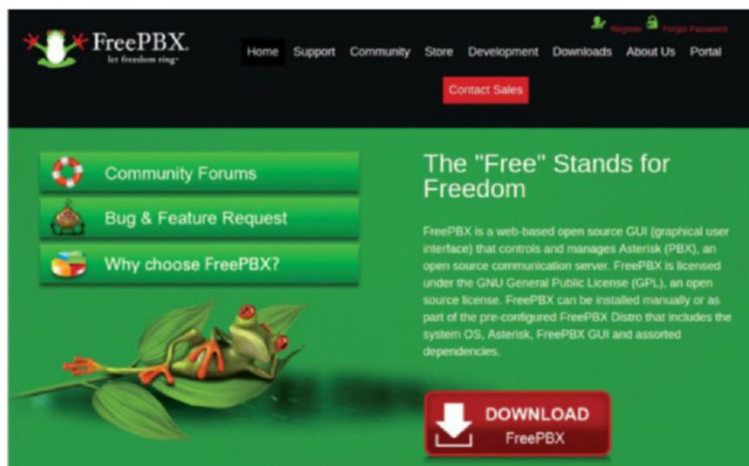 FreePBX
let freedom ring
Register Forgot Password
Home Support Community Store Development Downloads About Us Portal
Contact Sales
Community Forums
Bug & Feature Request
Why choose FreePBX?
The "Free" Stands for
Freedom
FreePBX is a web-based open source GUI (graphical user
interface) that controls and manages Asterisk (PBX), an
open source communication server. FreePBX is licensed
under the GNU General Public License (GPL), an open
source license. FreePBX can be installed manually or as
part of the pre-configured FreePBX Distro that includes the
system OS, Asterisk, FreePBX GUI and assorted
dependencies.
DOWNLOAD
FreePBX